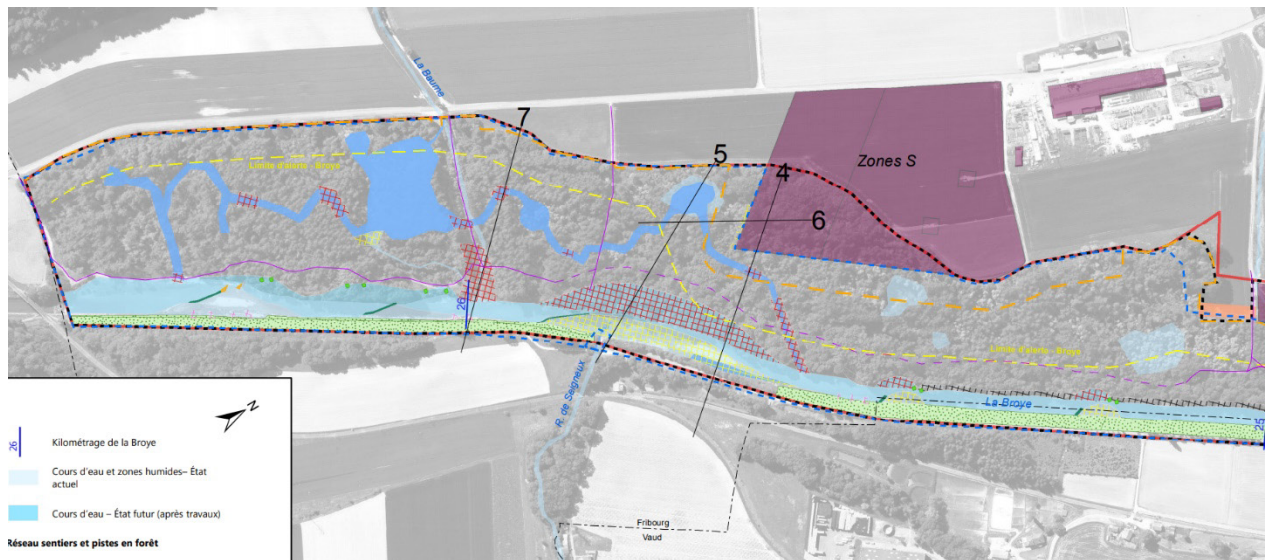 La Baume
7
Limite d'alerte - Broye
5
4
Zones S
6
26
R. de Seigneux
Limite d'alerte - Broye
La Broye
25
Fribourg
Vaud
N
26
Kilométrage de la Broye
Cours d'eau et zones humides– État
actuel
Cours d'eau – État futur (après travaux)
Réseau sentiers et pistes en forêt